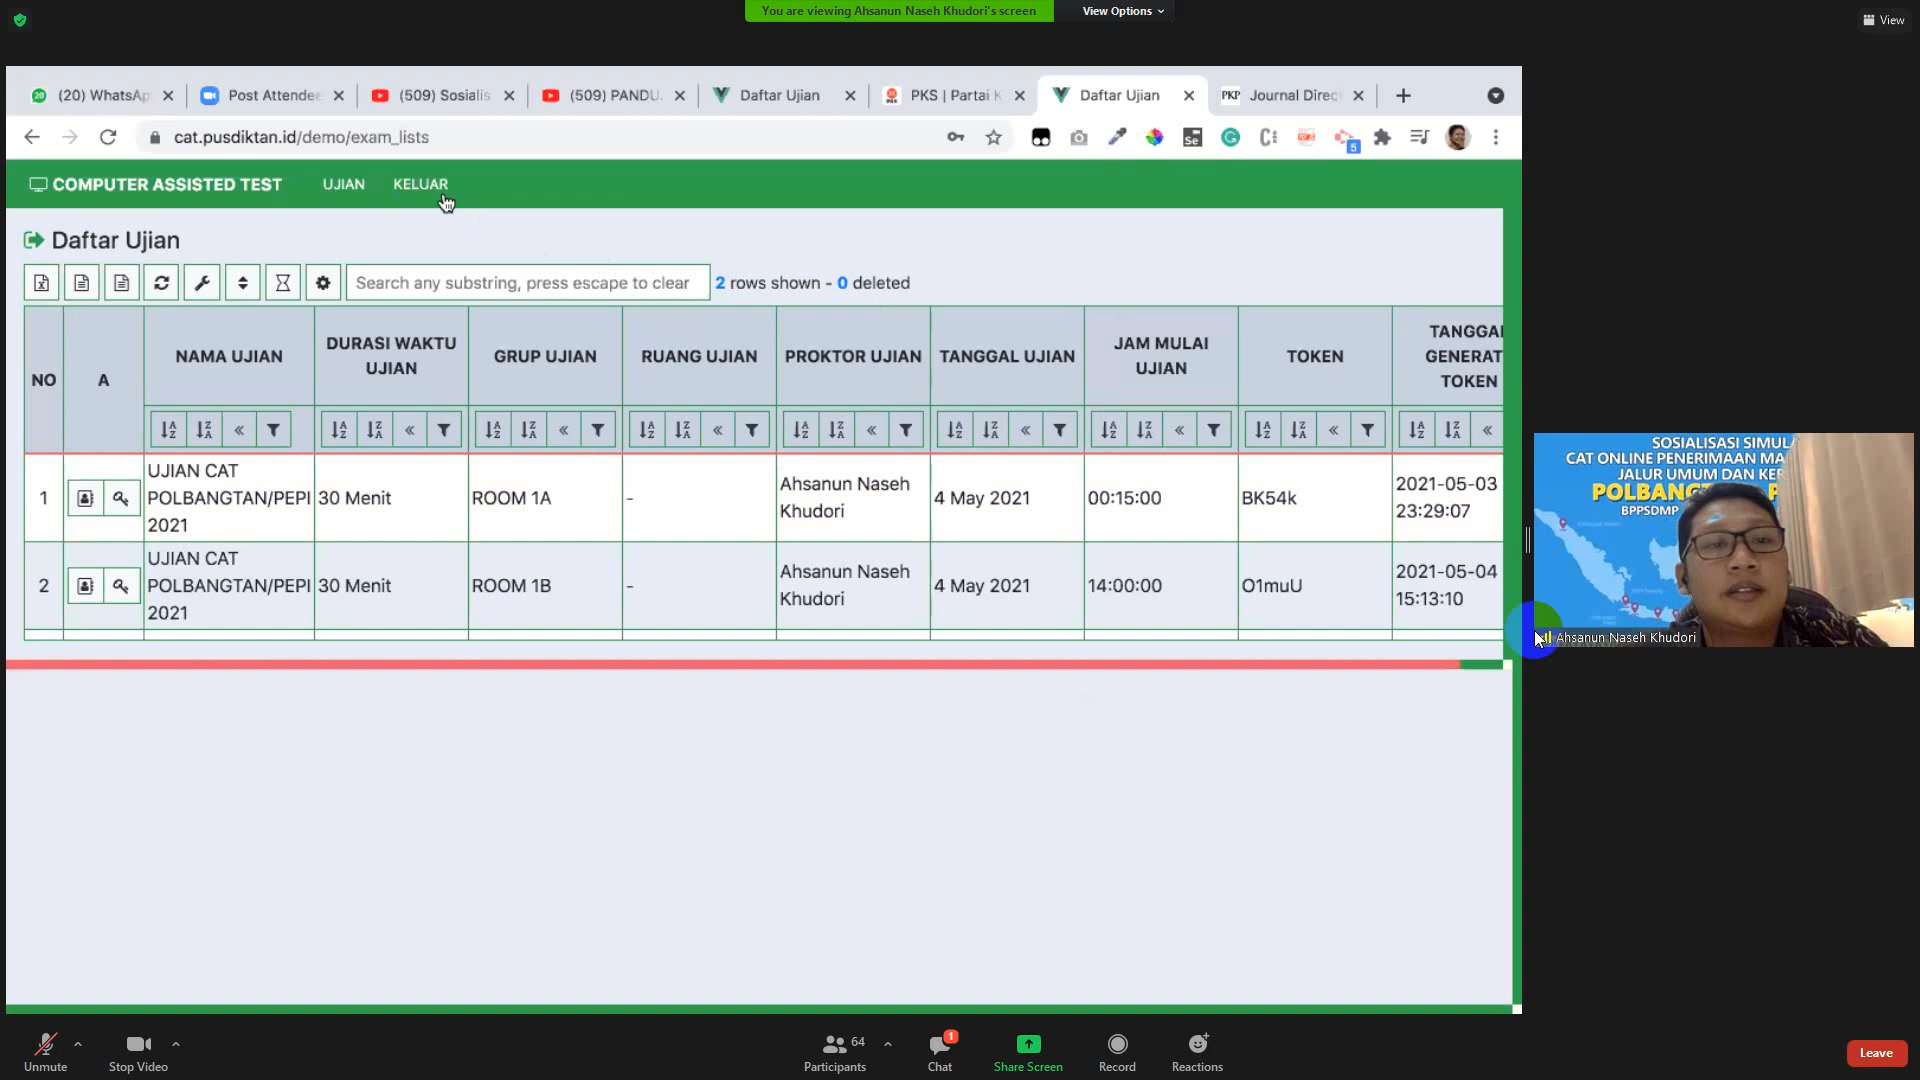 You are viewing Ahsanun Naseh Khudori's screen
View Options
View
(20) WhatsAp
Post Attende
(509) Sosialis
(509) PANDU
Daftar Ujian
PKS | Partai K
Daftar Ujian
PKP Journal Direc
cat.pusdiktan.id/demo/exam_lists
Se
5
COMPUTER ASSISTED TEST
UJIAN
KELUAR
Daftar Ujian
Search any substring, press escape to clear
2 rows shown - 0 deleted
NO
A
NAMA UJIAN
DURASI WAKTU
UJIAN
GRUP UJIAN
RUANG UJIAN
PROKTOR UJIAN
TANGGAL UJIAN
JAM MULAI
UJIAN
TOKEN
TANGGAL
GENERAT
TOKEN
1
UJIAN CAT
POLBANGTAN/PEPI
2021
30 Menit
ROOM 1A
-
Ahsanun Naseh
Khudori
4 May 2021
00:15:00
BK54k
2021-05-03
23:29:07
2
UJIAN CAT
POLBANGTAN/PEPI
2021
30 Menit
ROOM 1B
-
Ahsanun Naseh
Khudori
4 May 2021
14:00:00
O1muU
2021-05-04
15:13:10
SOSIALISASI SIMULA
CAT ONLINE PENERIMAAN MA
JALUR UMUM DAN KER
POLBANG
BPPSDMP
Ahsanun Naseh Khudori
Unmute
Stop Video
64
Participants
1
Chat
Share Screen
Record
Reactions
Leave